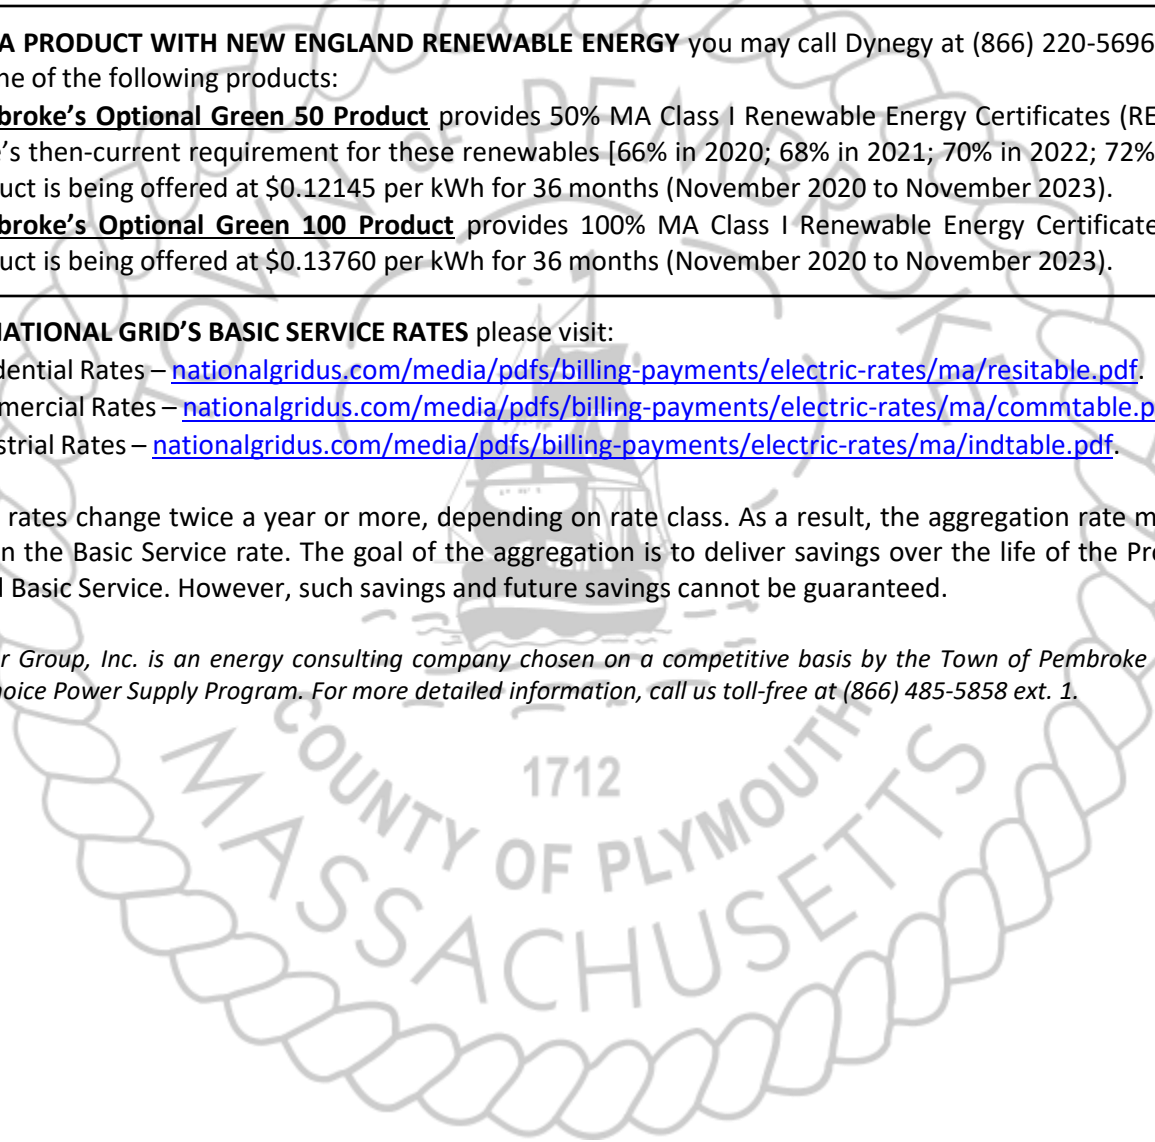 A PRODUCT WITH NEW ENGLAND RENEWABLE ENERGY you may call Dynegy at (866) 220-5696
ne of the following products:
broke's Optional Green 50 Product provides 50% MA Class I Renewable Energy Certificates (RE
's then-current requirement for these renewables [66% in 2020; 68% in 2021; 70% in 2022; 72%
uct is being offered at $0.12145 per kWh for 36 months (November 2020 to November 2023).
broke's Optional Green 100 Product provides 100% MA Class I Renewable Energy Certificate
uct is being offered at $0.13760 per kWh for 36 months (November 2020 to November 2023).
NATIONAL GRID'S BASIC SERVICE RATES please visit:
dential Rates – nationalgridus.com/media/pdfs/billing-payments/electric-rates/ma/resitable.pdf.
mercial Rates – nationalgridus.com/media/pdfs/billing-payments/electric-rates/ma/commtable.p
strial Rates – nationalgridus.com/media/pdfs/billing-payments/electric-rates/ma/indtable.pdf.
rates change twice a year or more, depending on rate class. As a result, the aggregation rate m
n the Basic Service rate. The goal of the aggregation is to deliver savings over the life of the Pr
l Basic Service. However, such savings and future savings cannot be guaranteed.
r Group, Inc. is an energy consulting company chosen on a competitive basis by the Town of Pembroke
hoice Power Supply Program. For more detailed information, call us toll-free at (866) 485-5858 ext. 1.
TOWN OF PEMBROKE
1712
COUNTY OF PLYMOUTH
MASSACHUSETTS